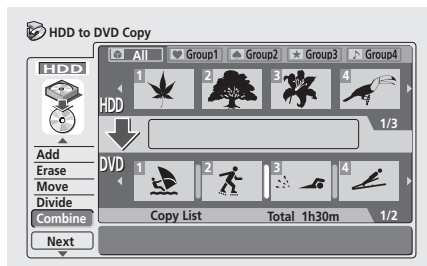 HDD to DVD Copy
All Group1 Group2 Group3 Group4
HDD
1 2 3 4
HDD
1/3
Add
Erase
Move
Divide
Combine
Next
DVD
1 2 3 4
Copy List Total 1h30m 1/2